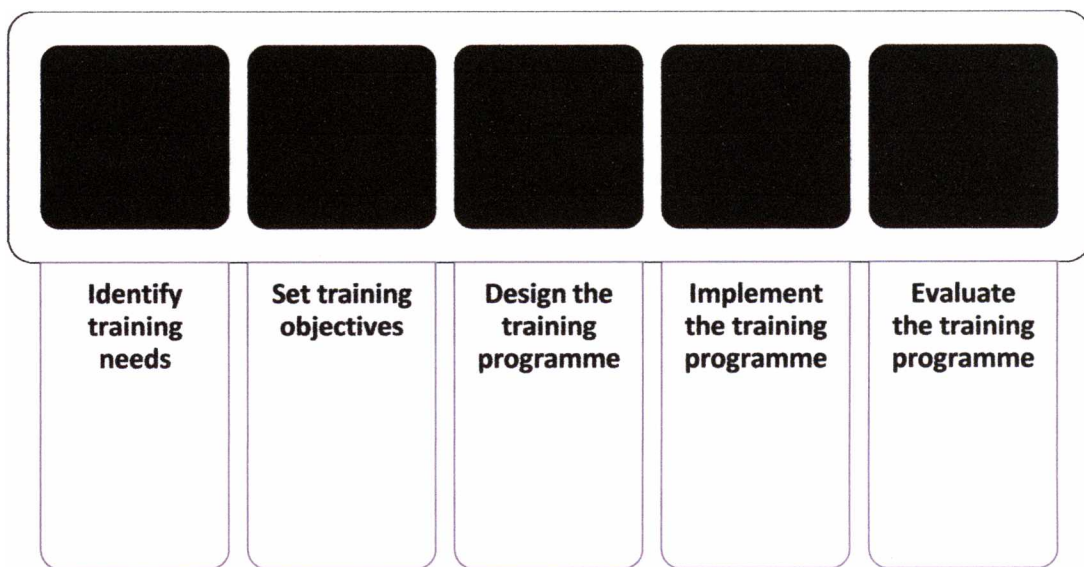 Identify
training
needs
Set training
objectives
Design the
training
programme
Implement
the training
programme
Evaluate
the training
programme